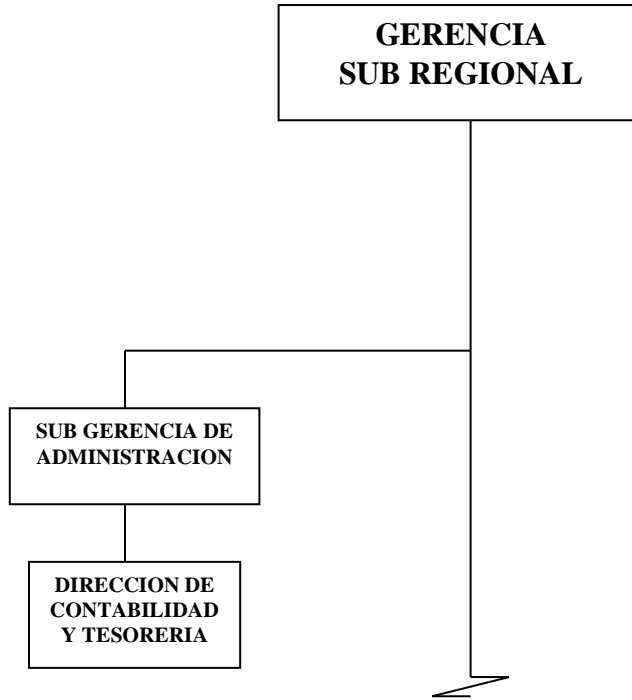 GERENCIA
SUB REGIONAL
SUB GERENCIA DE
ADMINISTRACION
DIRECCION DE
CONTABILIDAD
Y TESORERIA